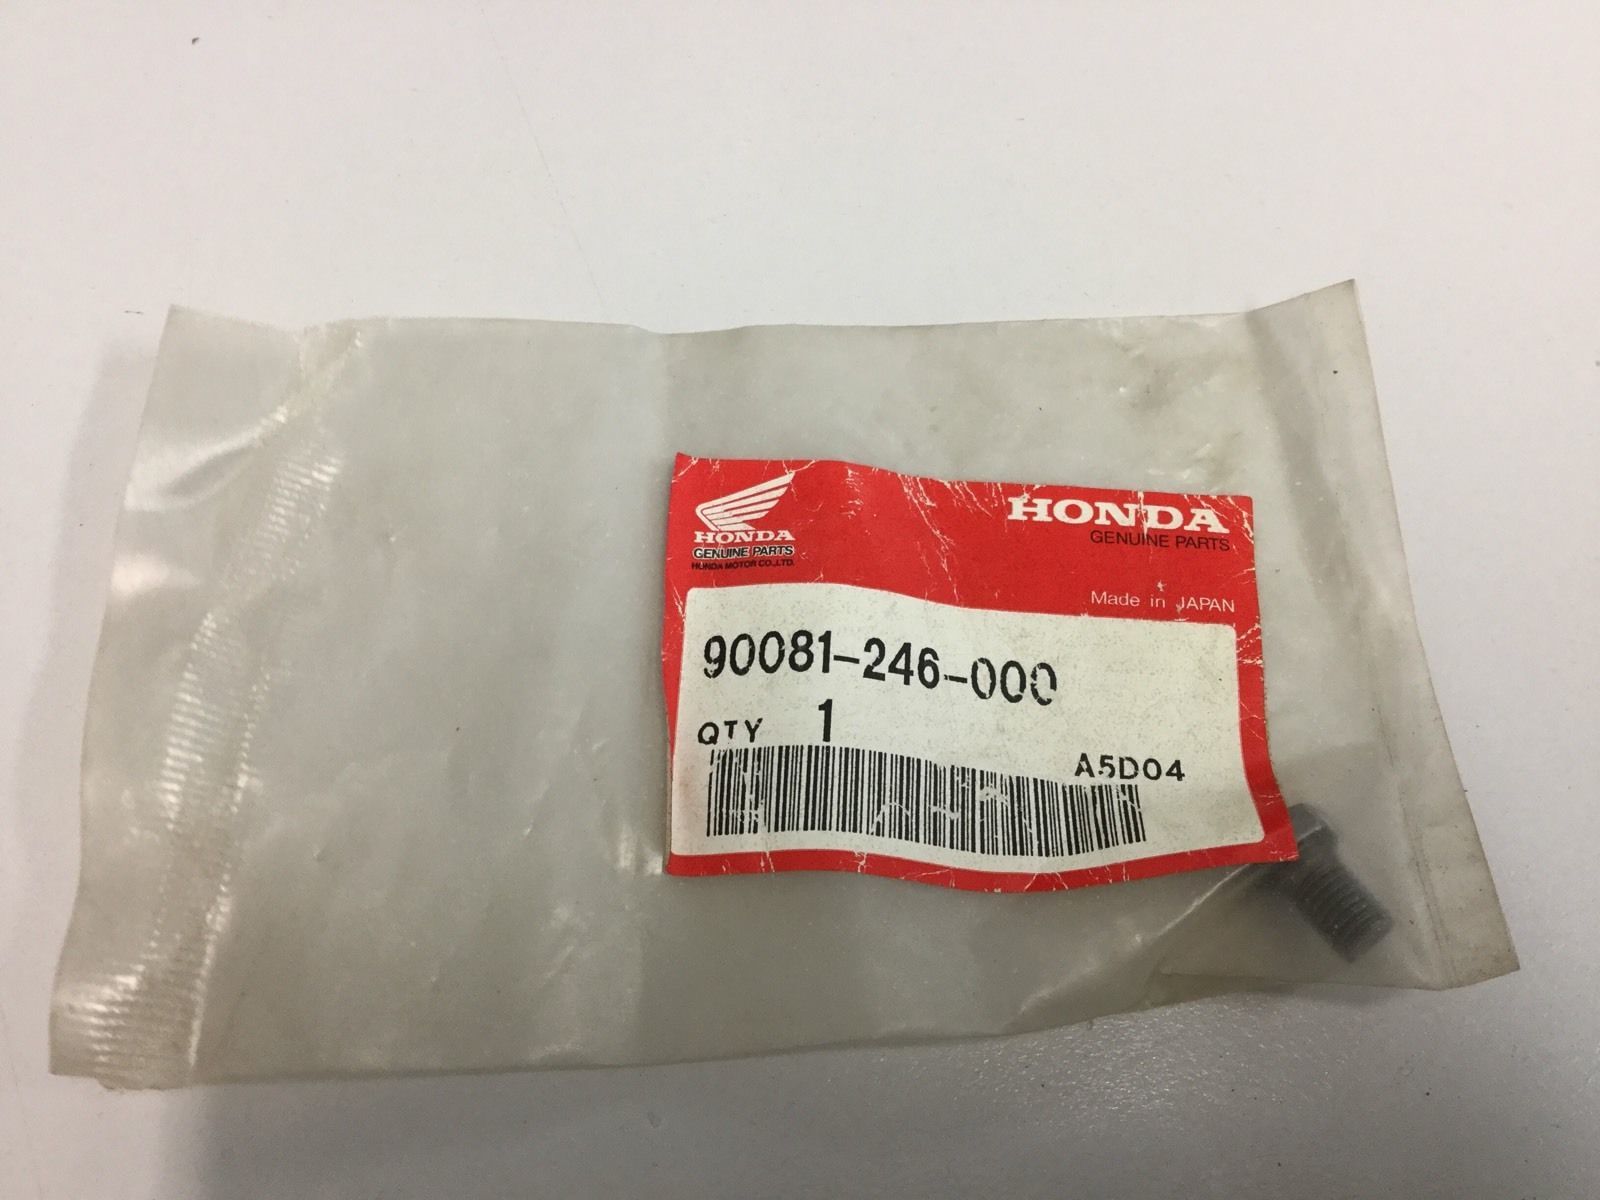 HONDA
GENUINE PARTS
HONDA MOTOR CO.,LTD.
HONDA
GENUINE PARTS
Made in JAPAN
90081-246-000
QTY 1
A5D04